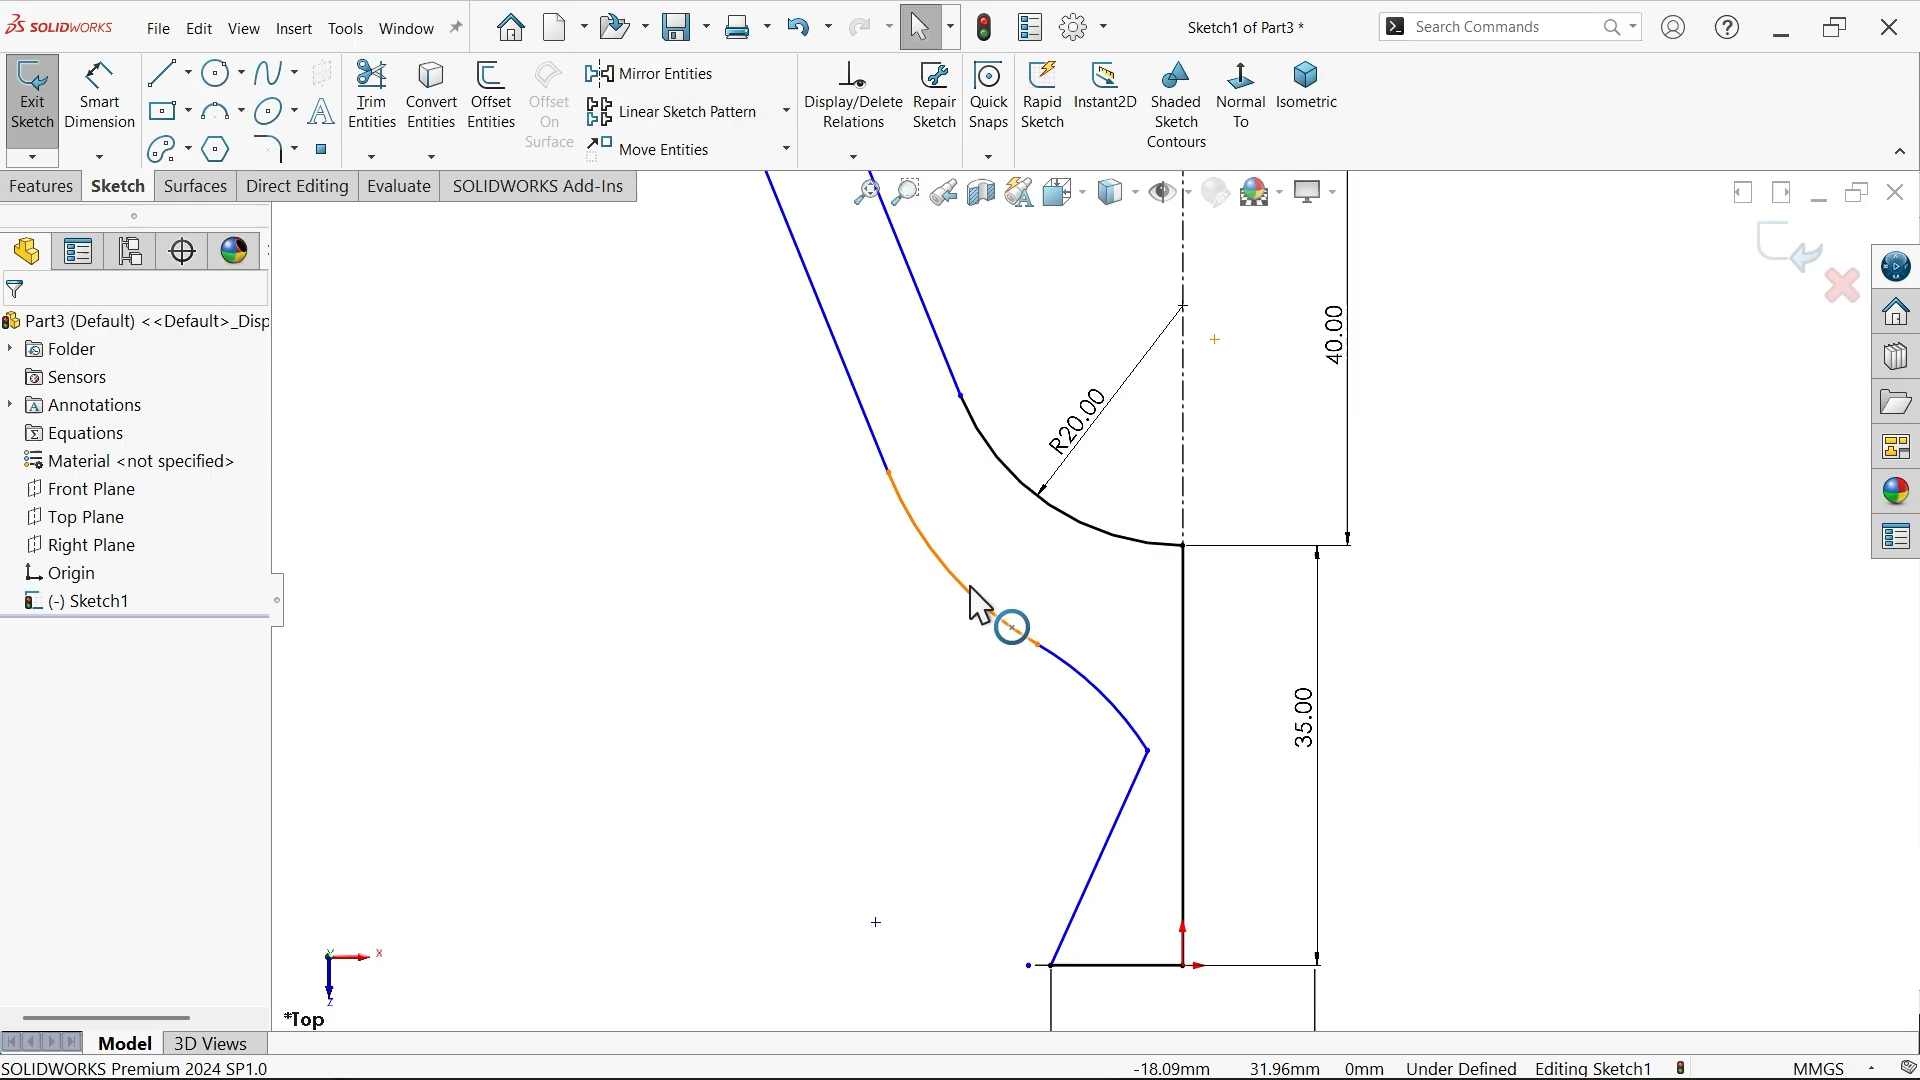 SOLIDWORKS File Edit View Insert Tools Window Sketch1 of Part3 * Search Commands
Exit Sketch
Smart Dimension
Trim Entities
Convert Entities
Offset Entities
Offset On Surface
Mirror Entities
Linear Sketch Pattern
Move Entities
Display/Delete Relations
Repair Sketch
Quick Snaps
Rapid Sketch
Instant2D
Shaded Sketch Contours
Normal To
Isometric
Features Sketch Surfaces Direct Editing Evaluate SOLIDWORKS Add-Ins
Part3 (Default) <<Default>_Disp
Folder
Sensors
Annotations
Equations
Material <not specified>
Front Plane
Top Plane
Right Plane
Origin
(-) Sketch1
40.00
R20.00
35.00
Y
X
Z
*Top
Model 3D Views
SOLIDWORKS Premium 2024 SP1.0 -18.09mm 31.96mm 0mm Under Defined Editing Sketch1 MMGS